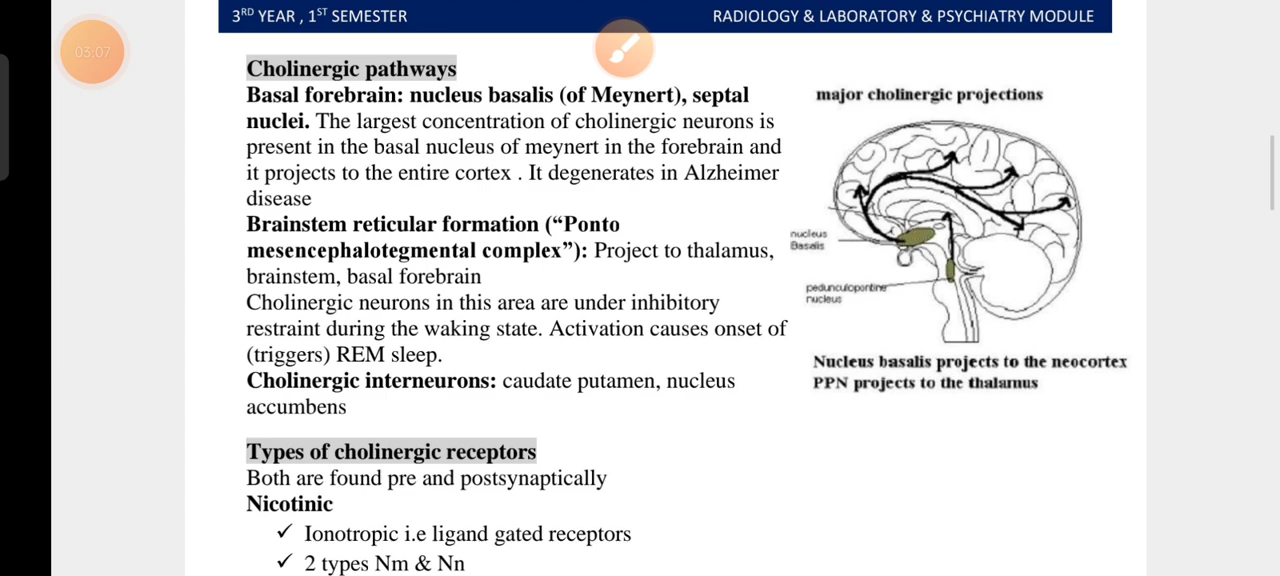 3RD YEAR , 1ST SEMESTER
RADIOLOGY & LABORATORY & PSYCHIATRY MODULE
03:07
Cholinergic pathways
Basal forebrain: nucleus basalis (of Meynert), septal
nuclei. The largest concentration of cholinergic neurons is
present in the basal nucleus of meynert in the forebrain and
it projects to the entire cortex . It degenerates in Alzheimer
disease
Brainstem reticular formation (“Ponto
mesencephalotegmental complex”): Project to thalamus,
brainstem, basal forebrain
Cholinergic neurons in this area are under inhibitory
restraint during the waking state. Activation causes onset of
(triggers) REM sleep.
Cholinergic interneurons: caudate putamen, nucleus
accumbens
major cholinergic projections
nucleus
Basalis
pedunculopontine
nucleus
Nucleus basalis projects to the neocortex
PPN projects to the thalamus
Types of cholinergic receptors
Both are found pre and postsynaptically
Nicotinic
✓ Ionotropic i.e ligand gated receptors
✓ 2 types Nm & Nn